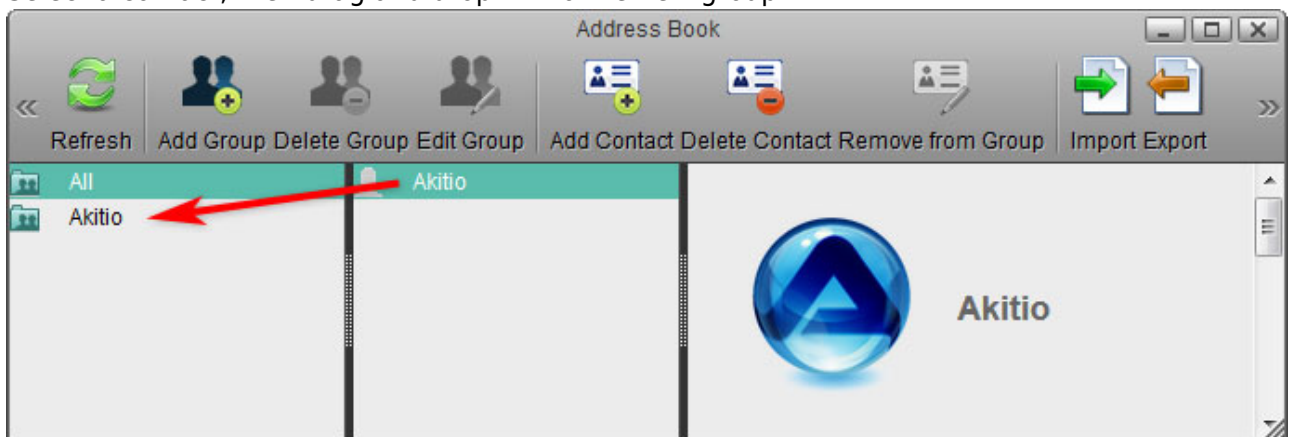 Address Book
Refresh Add Group Delete Group Edit Group Add Contact Delete Contact Remove from Group Import Export
All Akitio
Akitio
Akitio